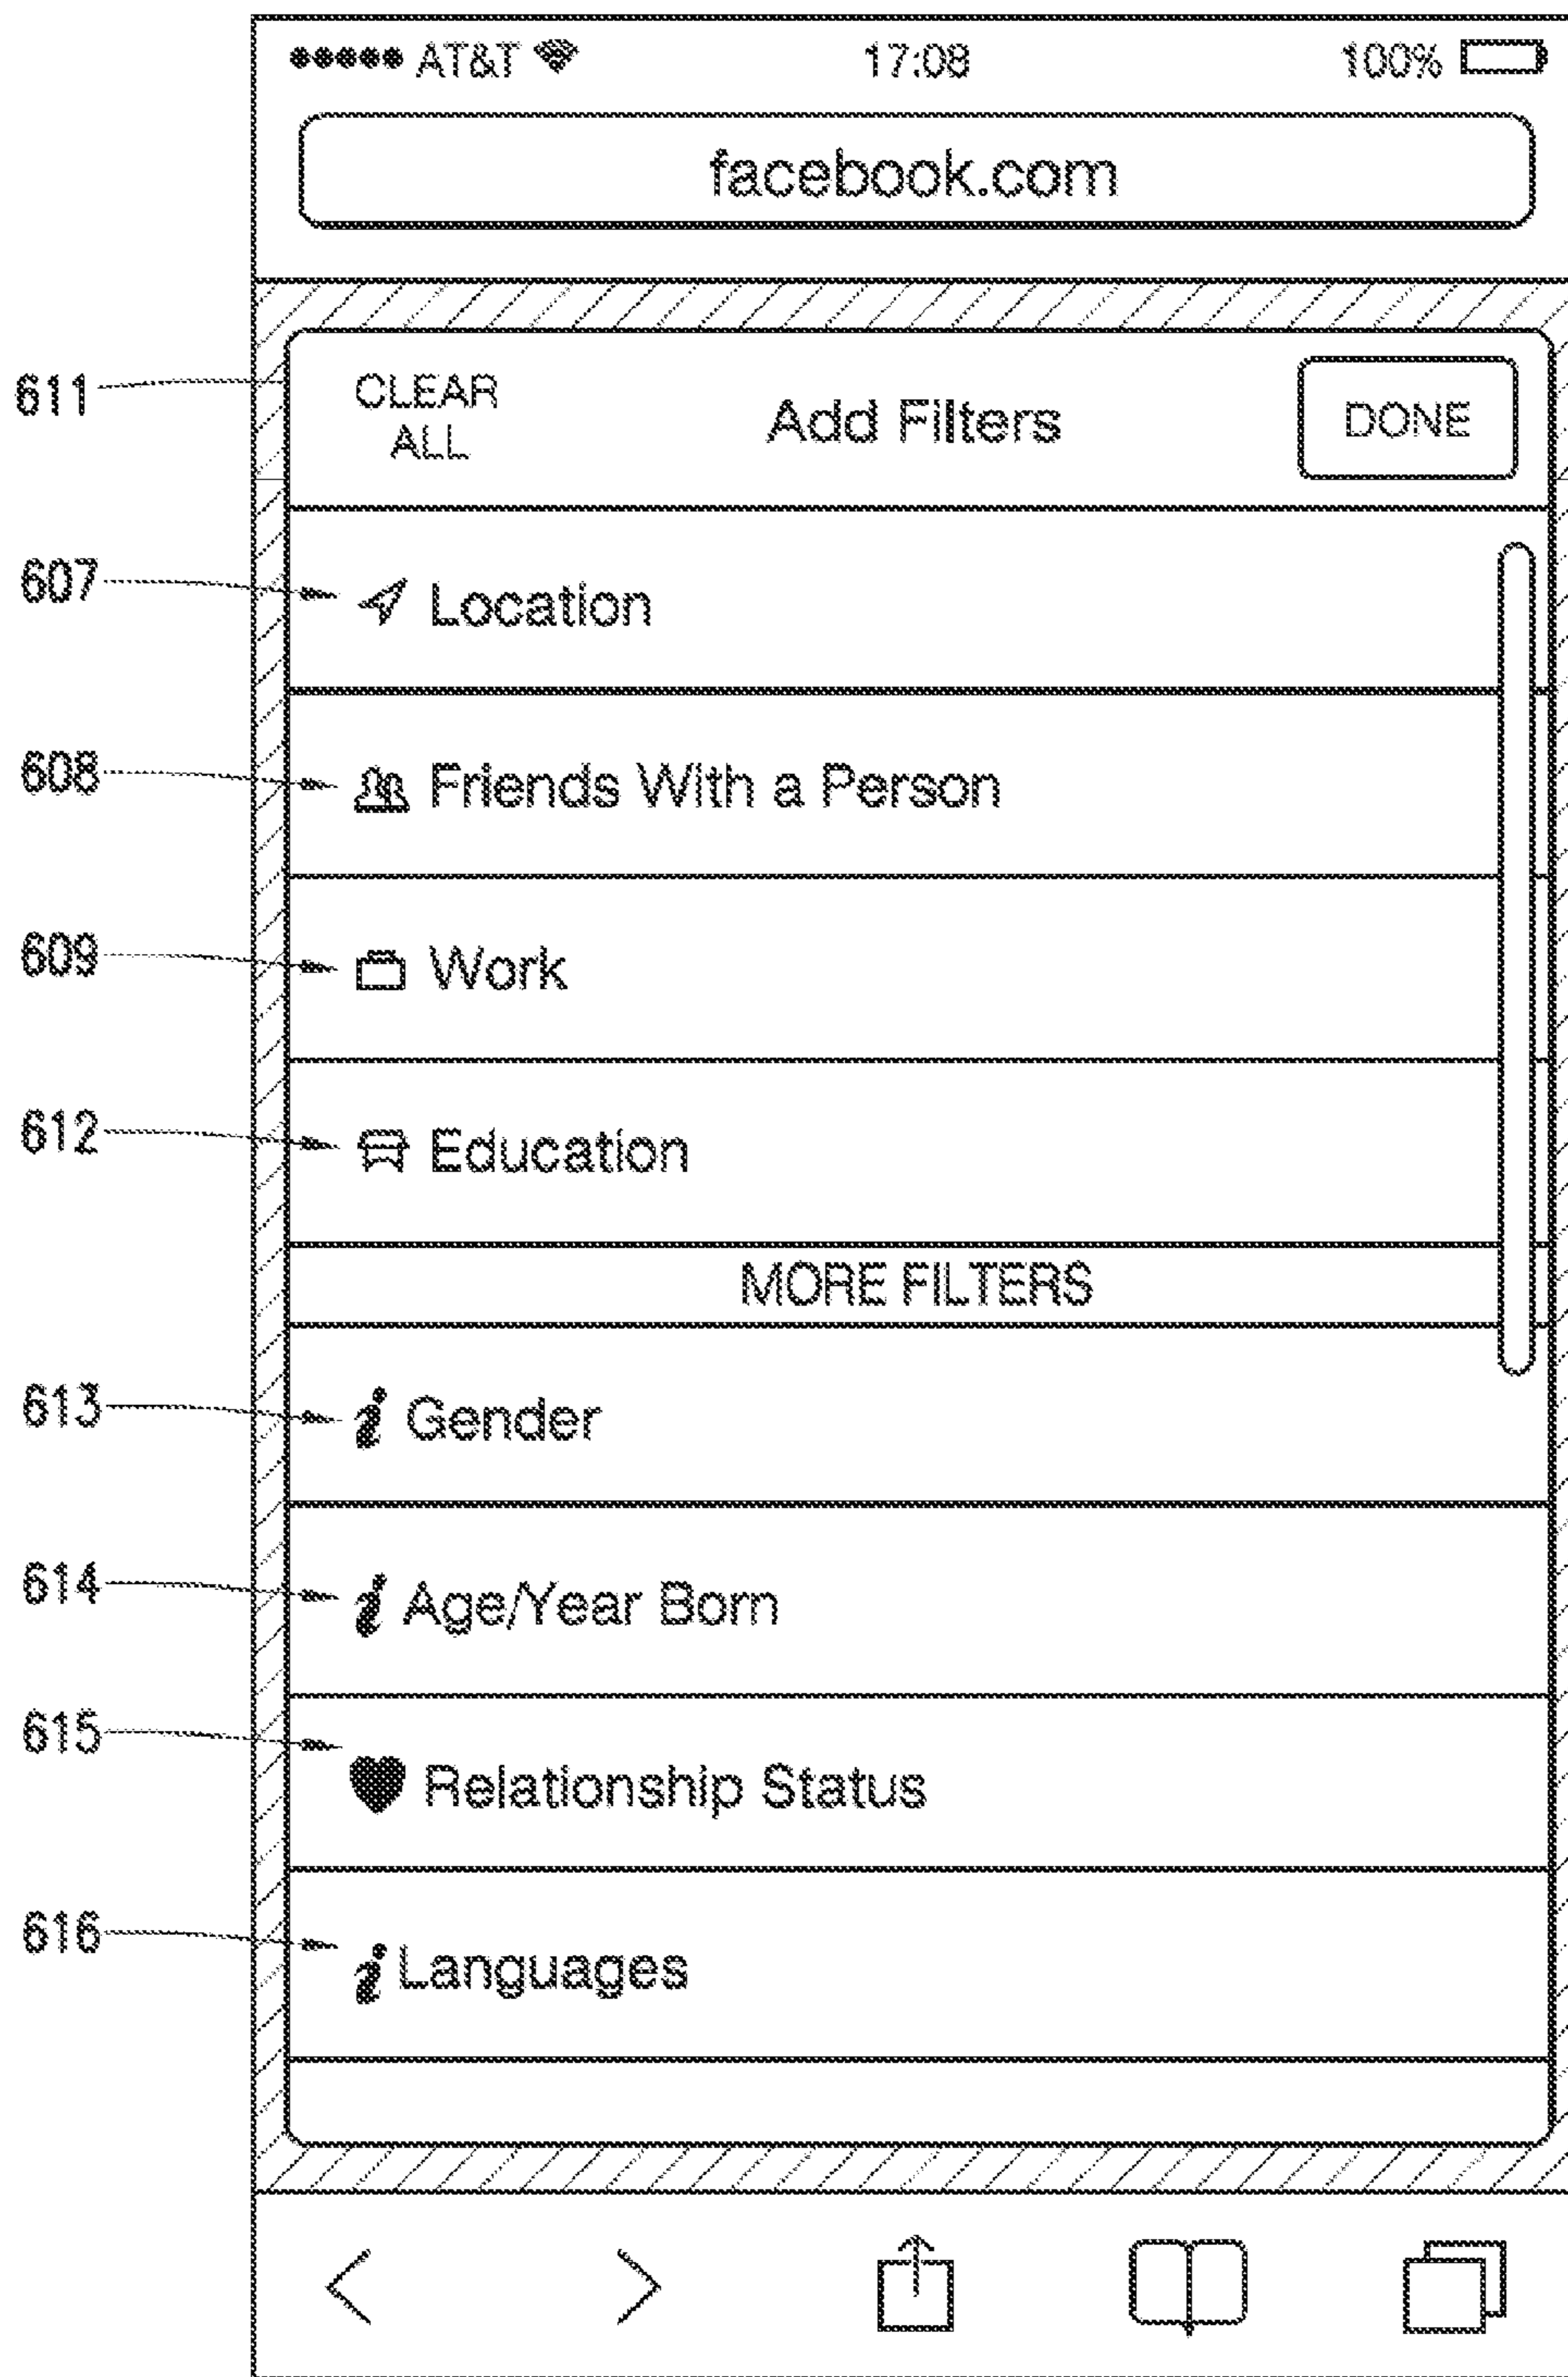 AT&T 17:08 100%
facebook.com
611 CLEAR ALL Add Filters DONE
607 Location
608 Friends With a Person
609 Work
612 Education
MORE FILTERS
613 i Gender
614 i Age/Year Born
615 Relationship Status
616 i Languages